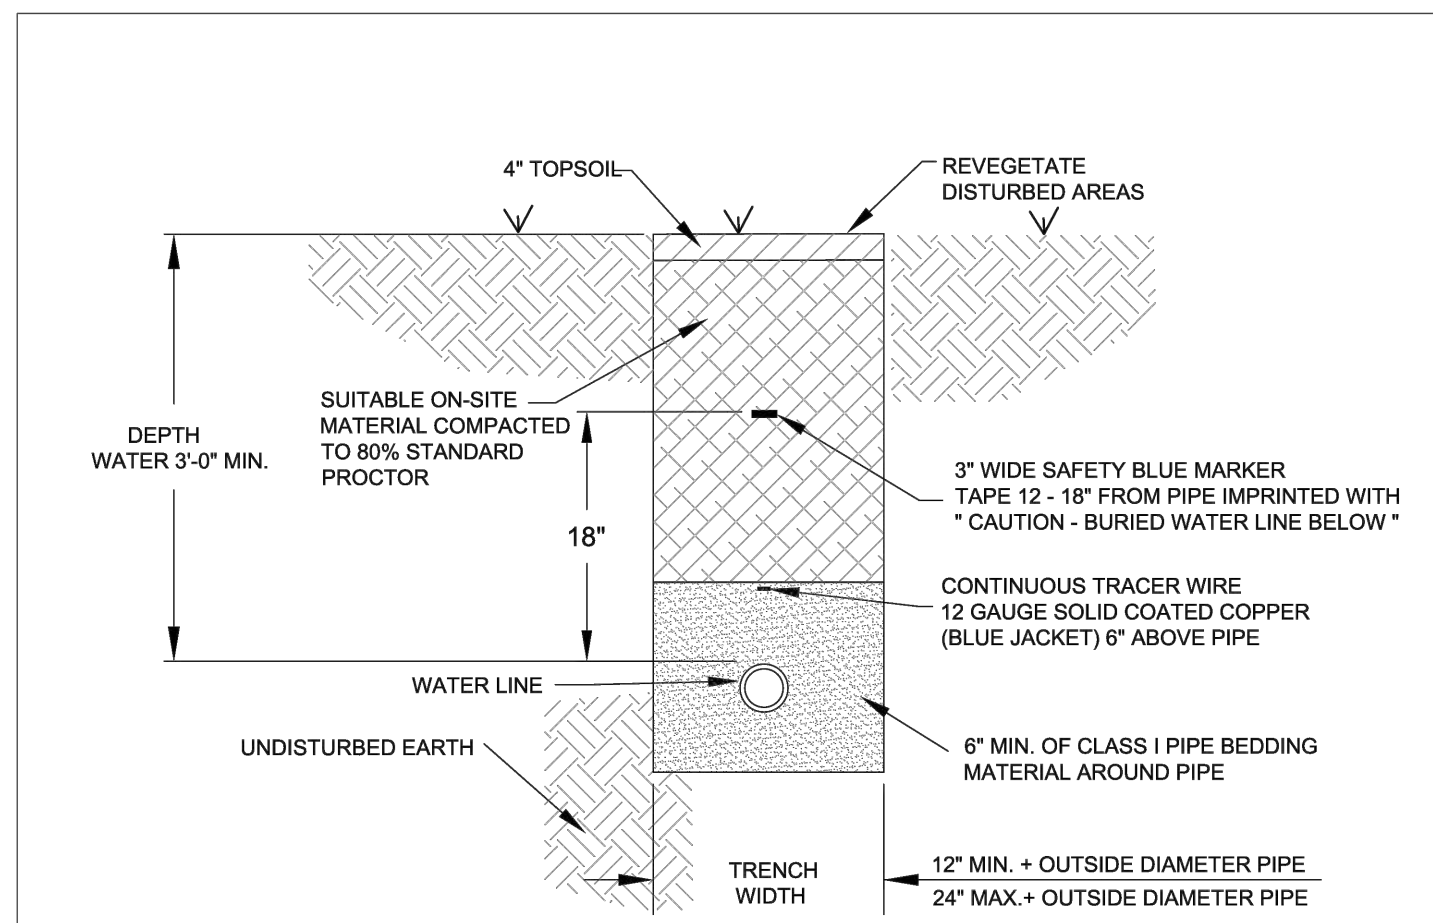 4" TOPSOIL
REVEGETATE
DISTURBED AREAS
SUITABLE ON-SITE
MATERIAL COMPACTED
TO 80% STANDARD
PROCTOR
DEPTH
WATER 3'-0" MIN.
18"
3" WIDE SAFETY BLUE MARKER
TAPE 12 - 18" FROM PIPE IMPRINTED WITH
" CAUTION - BURIED WATER LINE BELOW "
CONTINUOUS TRACER WIRE
12 GAUGE SOLID COATED COPPER
(BLUE JACKET) 6" ABOVE PIPE
WATER LINE
UNDISTURBED EARTH
6" MIN. OF CLASS I PIPE BEDDING
MATERIAL AROUND PIPE
TRENCH
WIDTH
12" MIN. + OUTSIDE DIAMETER PIPE
24" MAX.+ OUTSIDE DIAMETER PIPE